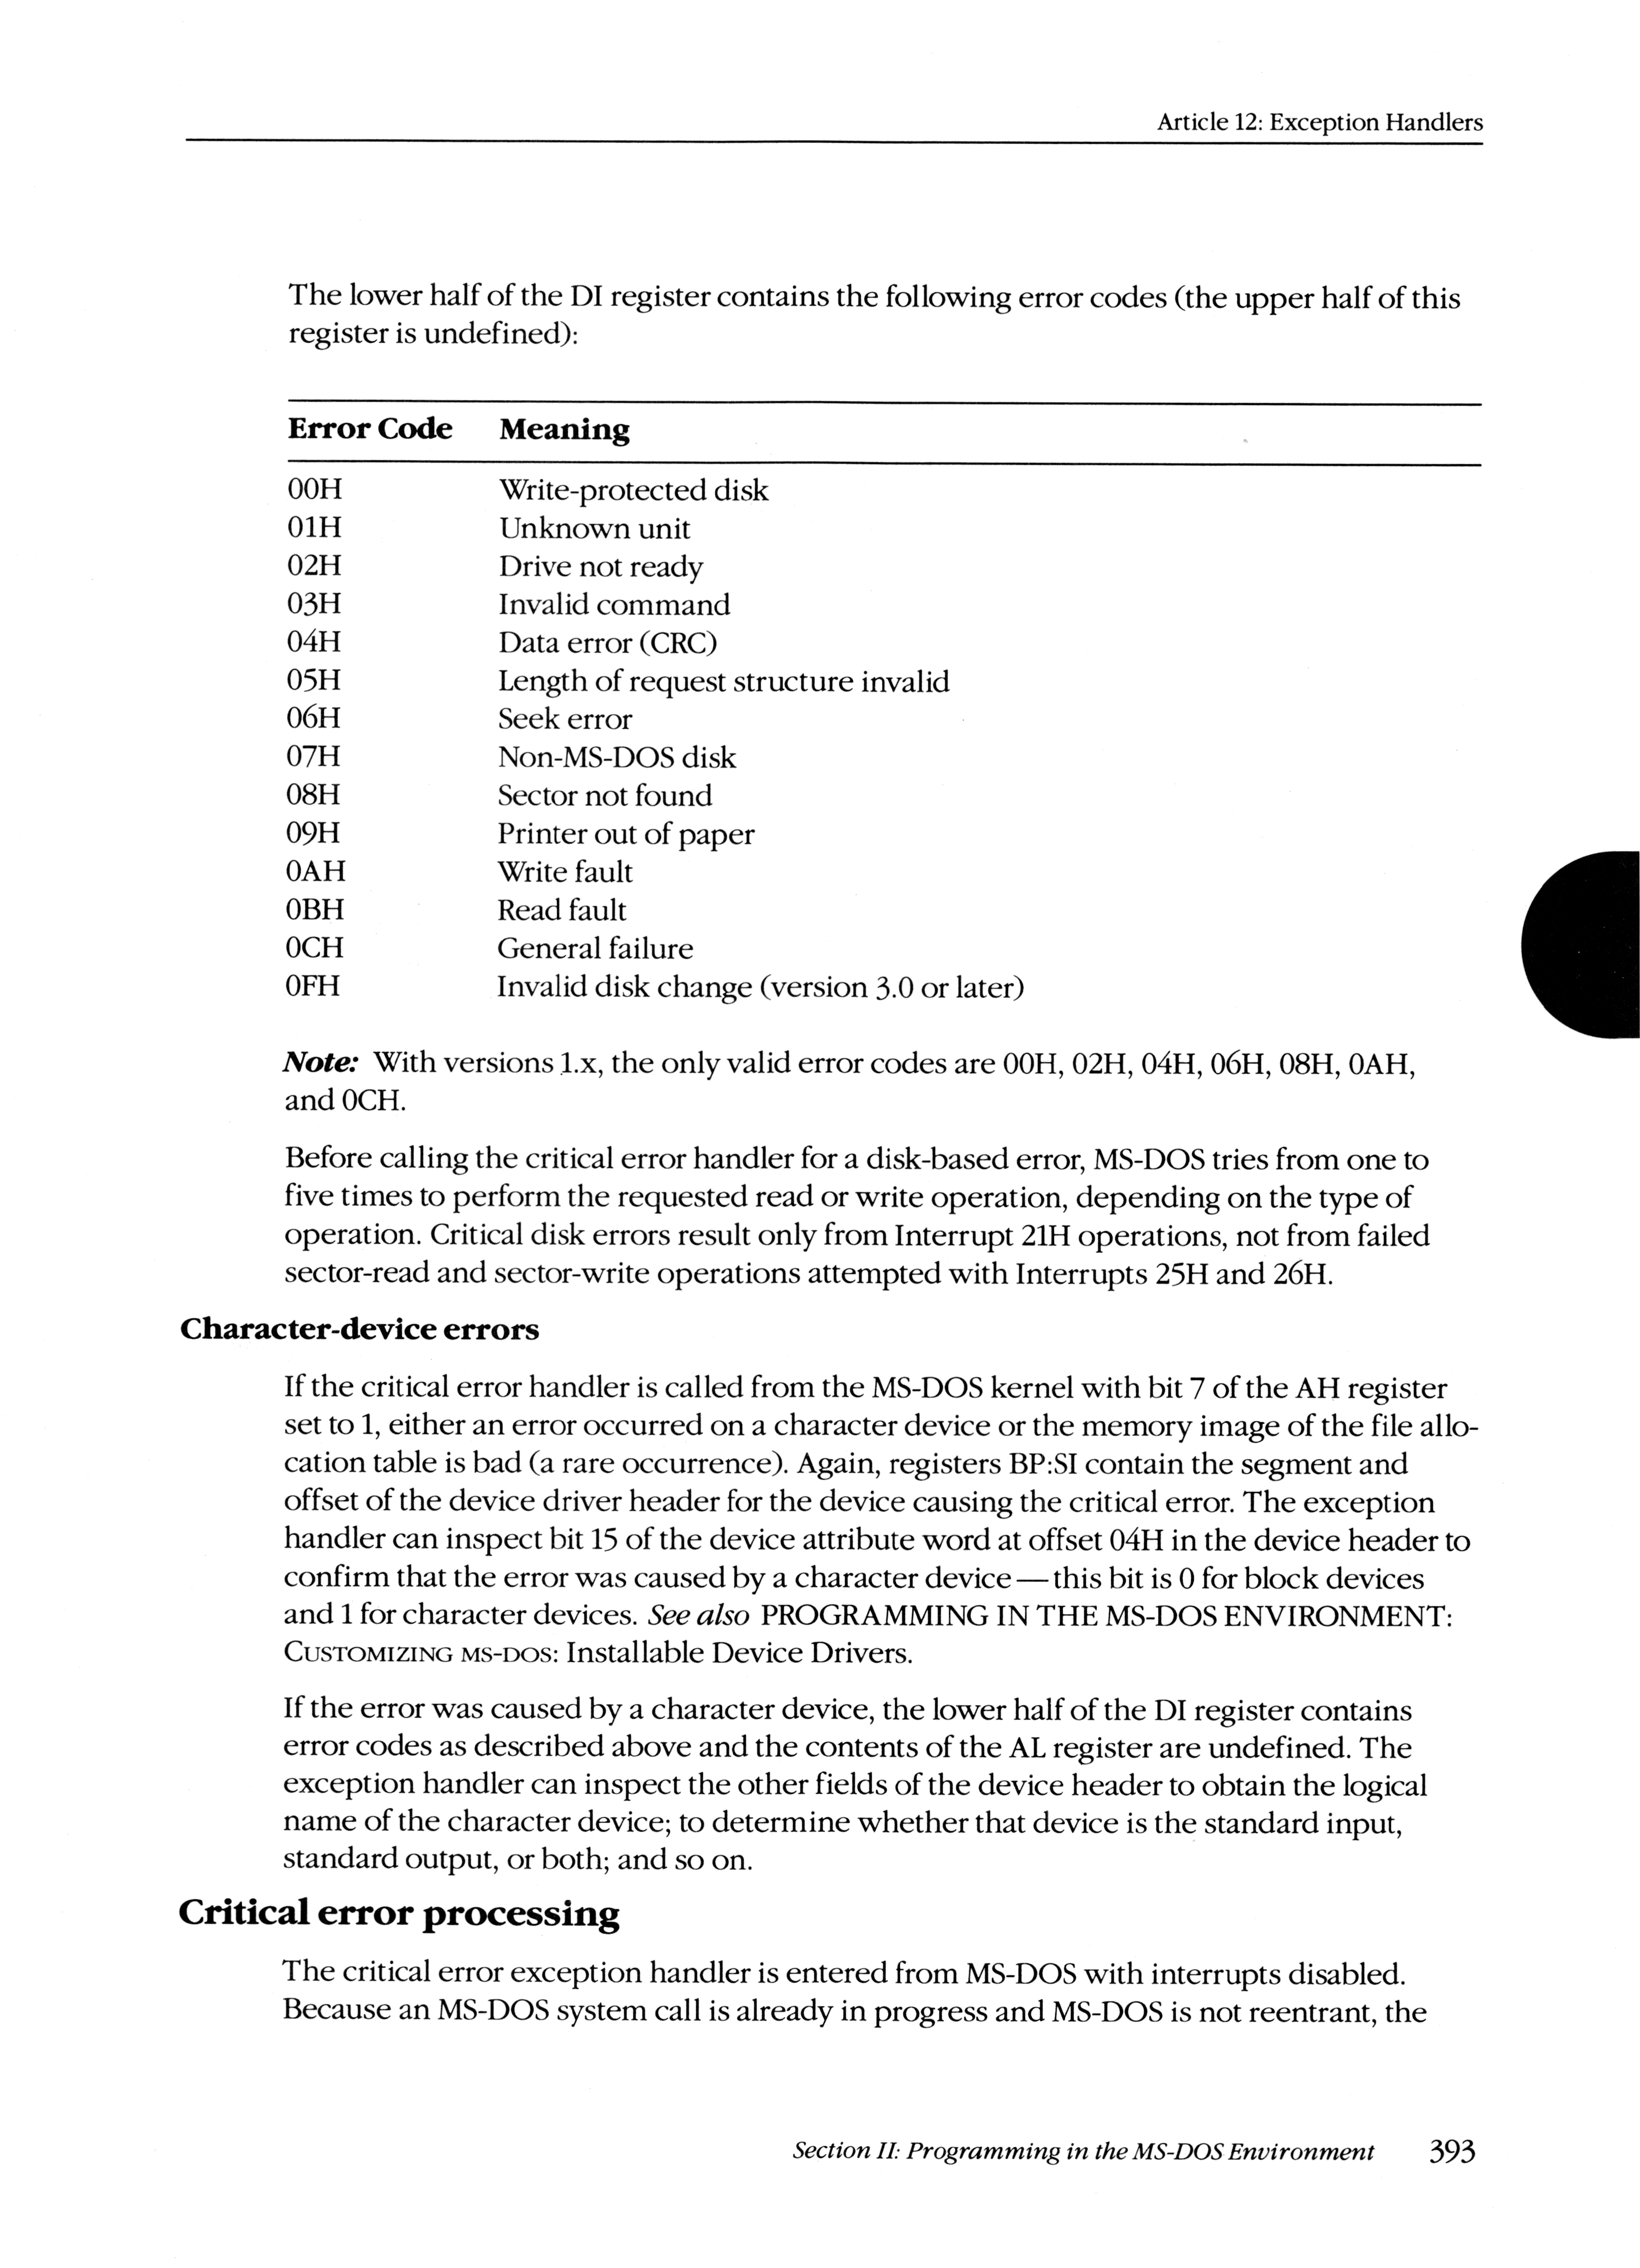 Article 12: Exception Handlers
The lower half of the DI register contains the following error codes (the upper half of this
register is undefined):
Error Code Meaning
00H Write-protected disk
01H Unknown unit
02H Drive not ready
03H Invalid command
04H Data error (CRC)
05H Length of request structure invalid
06H Seek error
07H Non-MS-DOS disk
08H Sector not found
09H Printer out of paper
0AH Write fault
0BH Read fault
0CH General failure
0FH Invalid disk change (version 3.0 or later)
Note: With versions 1.x, the only valid error codes are 00H, 02H, 04H, 06H, 08H, 0AH,
and 0CH.
Before calling the critical error handler for a disk-based error, MS-DOS tries from one to
five times to perform the requested read or write operation, depending on the type of
operation. Critical disk errors result only from Interrupt 21H operations, not from failed
sector-read and sector-write operations attempted with Interrupts 25H and 26H.
Character-device errors
If the critical error handler is called from the MS-DOS kernel with bit 7 of the AH register
set to 1, either an error occurred on a character device or the memory image of the file allo-
cation table is bad (a rare occurrence). Again, registers BP:SI contain the segment and
offset of the device driver header for the device causing the critical error. The exception
handler can inspect bit 15 of the device attribute word at offset 04H in the device header to
confirm that the error was caused by a character device — this bit is 0 for block devices
and 1 for character devices. See also PROGRAMMING IN THE MS-DOS ENVIRONMENT:
CUSTOMIZING MS-DOS: Installable Device Drivers.
If the error was caused by a character device, the lower half of the DI register contains
error codes as described above and the contents of the AL register are undefined. The
exception handler can inspect the other fields of the device header to obtain the logical
name of the character device; to determine whether that device is the standard input,
standard output, or both; and so on.
Critical error processing
The critical error exception handler is entered from MS-DOS with interrupts disabled.
Because an MS-DOS system call is already in progress and MS-DOS is not reentrant, the
Section II: Programming in the MS-DOS Environment 393